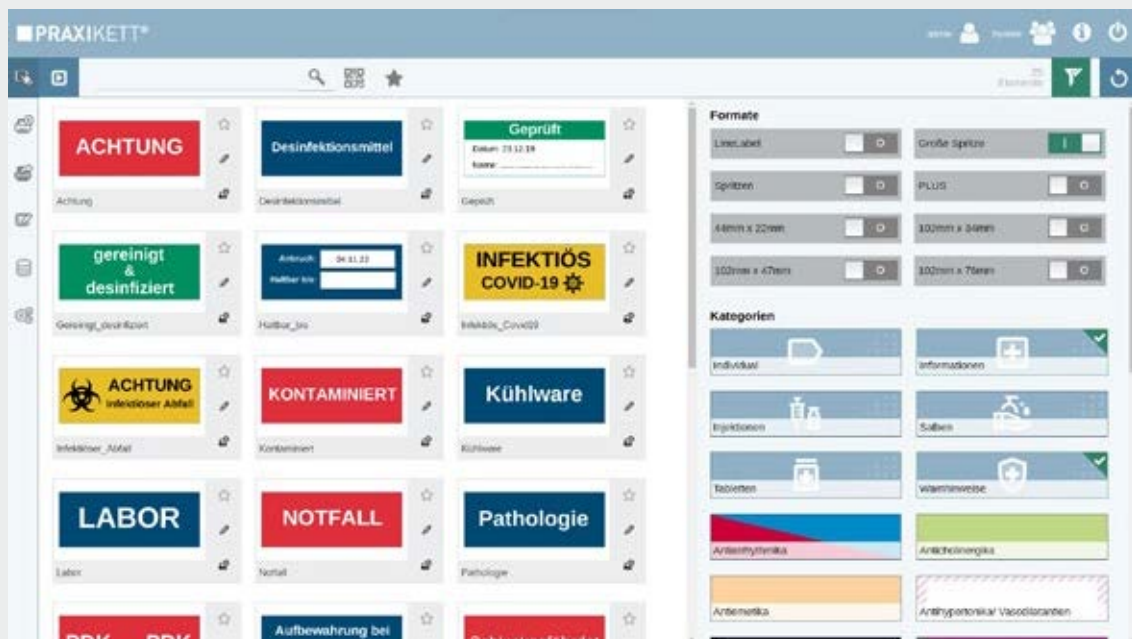 PRAXIKETT®
ACHTUNG
Achtung
Desinfektionsmittel
Desinfektionsmittel
Geprüft
Datum: 23.12.19
Name:
Geprüft
gereinigt
&
desinfiziert
Gereinigt_desinfiziert
Anbruch:
04.11.22
Haltbar bis:
Haltbar_bis
INFEKTIÖS
COVID-19
Infektiös_Covid19
ACHTUNG
Infektiöser Abfall
Infektiöser_Abfall
KONTAMINIERT
Kontaminiert
Kühlware
Kühlware
LABOR
Labor
NOTFALL
Notfall
Pathologie
Pathologie
Aufbewahrung bei
Formate
LineLabel
Große Spritze
Spritzen
PLUS
44mm x 22mm
102mm x 34mm
102mm x 47mm
102mm x 76mm
Kategorien
Individual
Informationen
Injektionen
Salben
Tabletten
Warnhinweise
Antiarrhythmika
Anticholinergika
Antiemetika
Antihypertonika/ Vasodilatantien